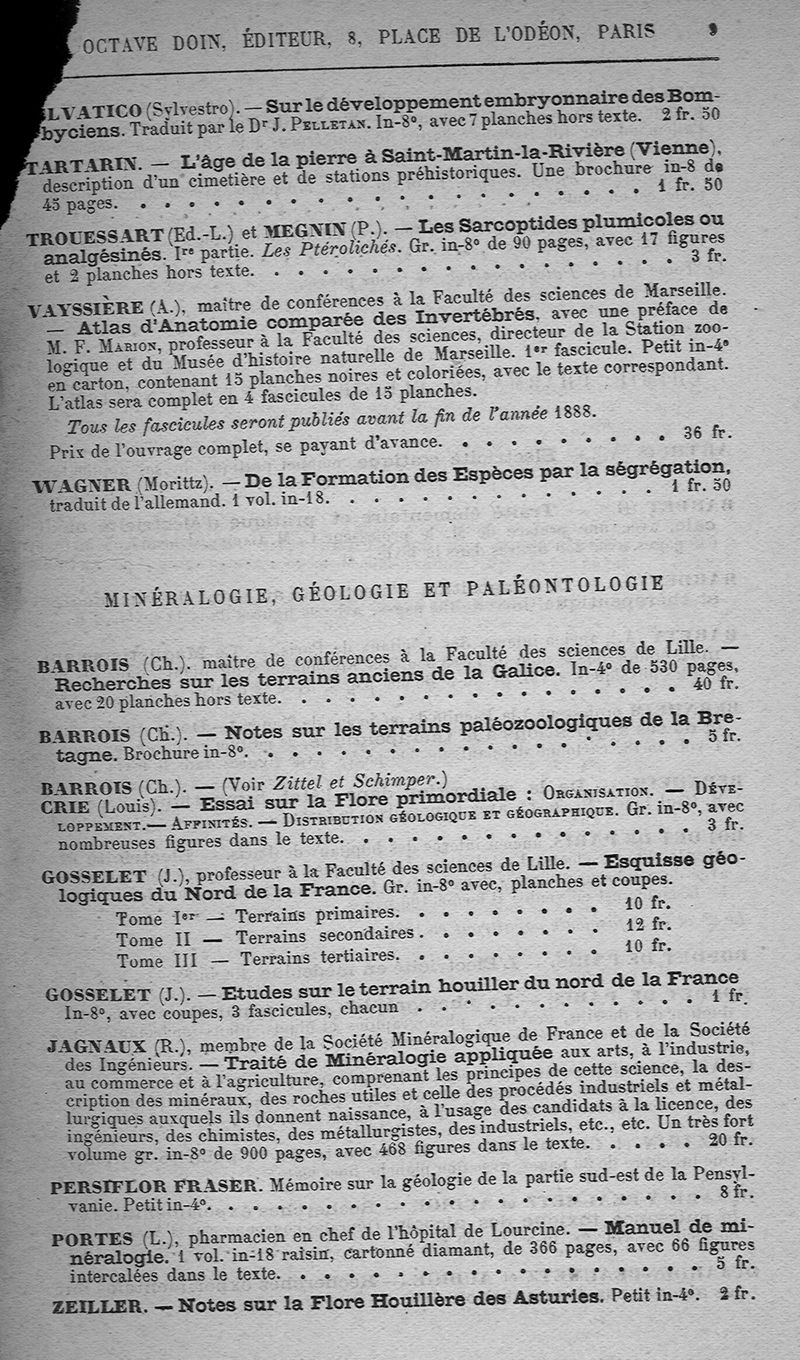 OCTAVE DOIN, ÉDITEUR, 8, PLACE DE L'ODÉON, PARIS 9
LVATICO (Sylvestro). — Sur le développement embryonnaire des Bom-
byciens. Traduit par le Dr J. PELLETAN. In-8°, avec 7 planches hors texte. 2 fr. 50
TARTARIN. — L'âge de la pierre à Saint-Martin-la-Rivière (Vienne),
description d'un cimetière et de stations préhistoriques. Une brochure in-8 de
45 pages. . . . . . . . . . . . . . . . . . . . . . 1 fr. 50
TROUESSART (Ed.-L.) et MEGNIN (P.). — Les Sarcoptides plumicoles ou
analgésinés. Ire partie. Les Ptérolichés. Gr. in-8° de 90 pages, avec 17 figures
et 2 planches hors texte. . . . . . . . . . . . . . . . . . 3 fr.
VAYSSIÈRE (A.), maître de conférences à la Faculté des sciences de Marseille.
— Atlas d'Anatomie comparée des Invertébrés, avec une préface de
M. F. MARION, professeur à la Faculté des sciences, directeur de la Station zoo-
logique et du Musée d'histoire naturelle de Marseille. 1er fascicule. Petit in-4°
en carton, contenant 15 planches noires et coloriées, avec le texte correspondant.
L'atlas sera complet en 4 fascicules de 15 planches.
Tous les fascicules seront publiés avant la fin de l'année 1888.
Prix de l'ouvrage complet, se payant d'avance. . . . . . . . . . 36 fr.
WAGNER (Morittz). — De la Formation des Espèces par la ségrégation,
traduit de l'allemand. 1 vol. in-18. . . . . . . . . . . . . . . 1 fr. 50
MINÉRALOGIE, GÉOLOGIE ET PALÉONTOLOGIE
BARROIS (Ch.). maître de conférences à la Faculté des sciences de Lille. —
Recherches sur les terrains anciens de la Galice. In-4° de 530 pages,
avec 20 planches hors texte. . . . . . . . . . . . . . . . . 40 fr.
BARROIS (Ch.). — Notes sur les terrains paléozoologiques de la Bre-
tagne. Brochure in-8°. . . . . . . . . . . . . . . . . . . 5 fr.
BARROIS (Ch.). — (Voir Zittel et Schimper.)
CRIE (Louis). — Essai sur la Flore primordiale : ORGANISATION. — DÉVE-
LOPPEMENT. — AFFINITÉS. — DISTRIBUTION GÉOLOGIQUE ET GÉOGRAPHIQUE. Gr. in-8°, avec
nombreuses figures dans le texte. . . . . . . . . . . . . . . 3 fr.
GOSSELET (J.), professeur à la Faculté des sciences de Lille. — Esquisse géo-
logiques du Nord de la France. Gr. in-8° avec, planches et coupes.
Tome Ier — Terrains primaires. . . . . . . . . 10 fr.
Tome II — Terrains secondaires . . . . . . . . 12 fr.
Tome III — Terrains tertiaires. . . . . . . . . 10 fr.
GOSSELET (J.). — Etudes sur le terrain houiller du nord de la France
In-8°, avec coupes, 3 fascicules, chacun . . . . . . . . . . . . 1 fr.
JAGNAUX (R.), membre de la Société Minéralogique de France et de la Société
des Ingénieurs. — Traité de Minéralogie appliquée aux arts, à l'industrie,
au commerce et à l'agriculture, comprenant les principes de cette science, la des-
cription des minéraux, des roches utiles et celle des procédés industriels et métal-
lurgiques auxquels ils donnent naissance, à l'usage des candidats à la licence, des
ingénieurs, des chimistes, des métallurgistes, des industriels, etc., etc. Un très fort
volume gr. in-8° de 900 pages, avec 468 figures dans le texte. . . . . . 20 fr.
PERSIFLOR FRASER. Mémoire sur la géologie de la partie sud-est de la Pensyl-
vanie. Petit in-4°. . . . . . . . . . . . . . . . . . . . . 8 fr.
PORTES (L.), pharmacien en chef de l'hôpital de Lourcine. — Manuel de mi-
néralogie. 1 vol. in-18 raisin, cartonné diamant, de 366 pages, avec 66 figures
intercalées dans le texte. . . . . . . . . . . . . . . . . . 5 fr.
ZEILLER. — Notes sur la Flore Houillère des Asturies. Petit in-4°. 2 fr.